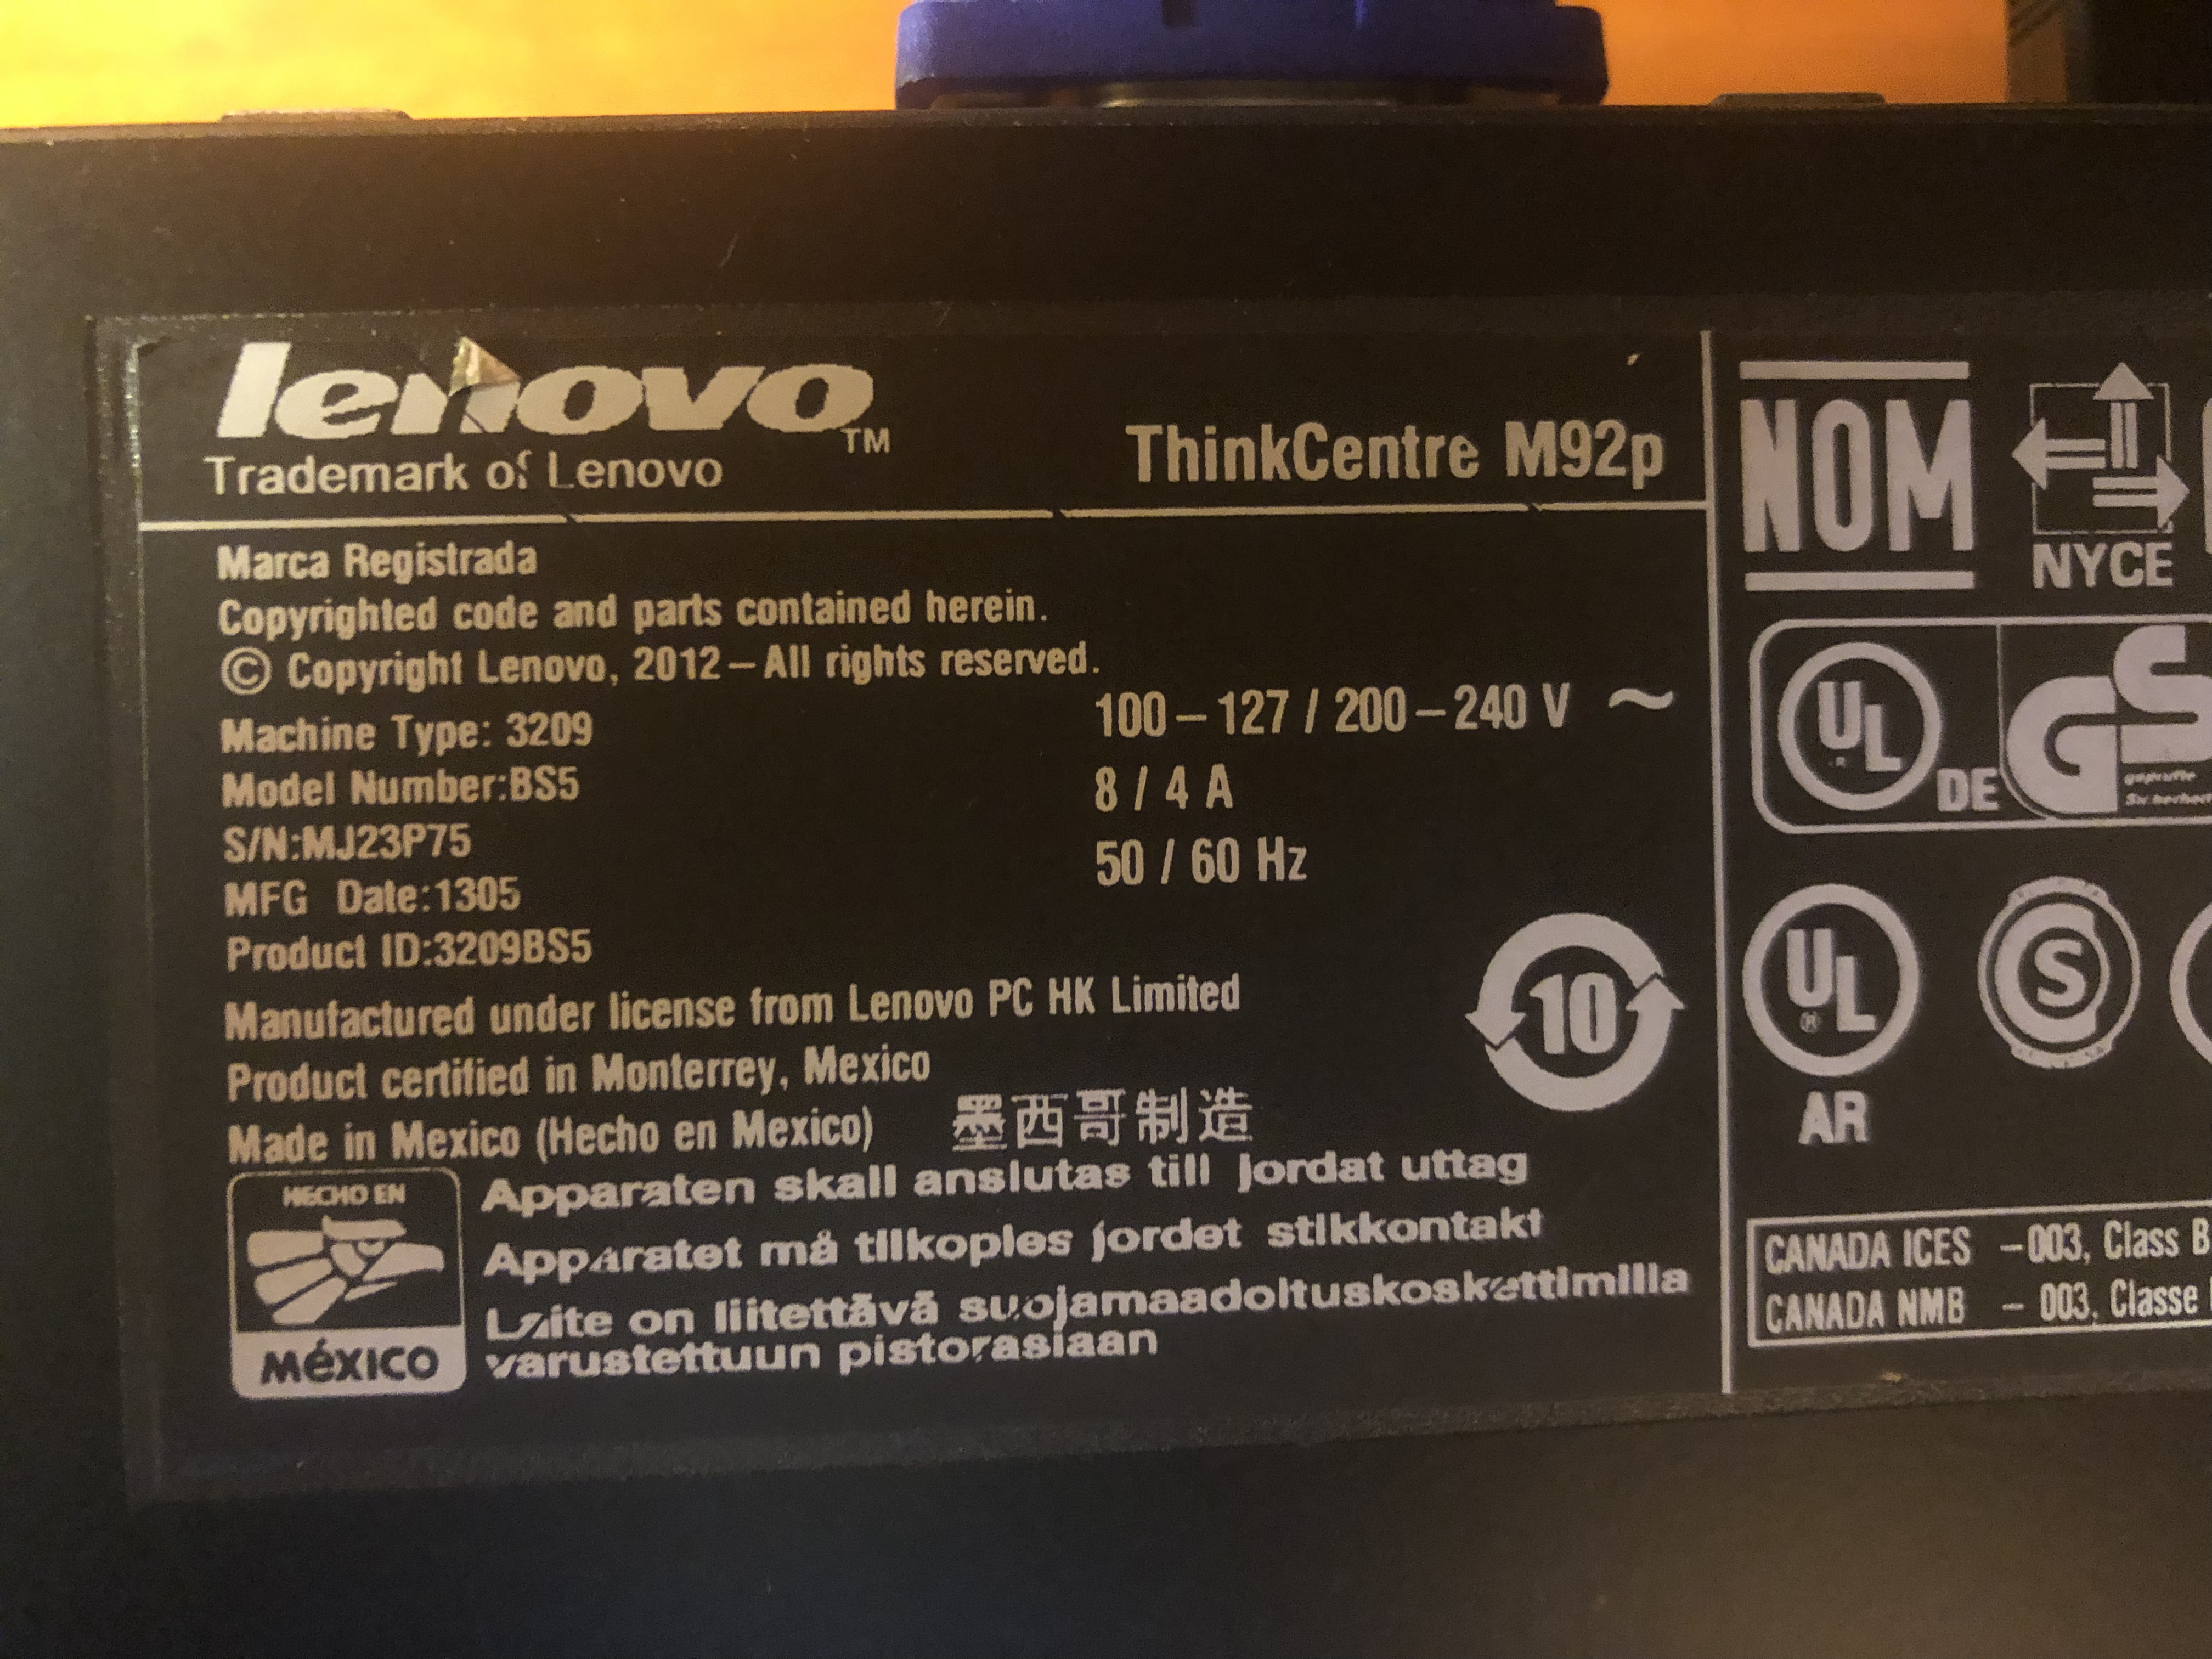 lenovo TM
Trademark of Lenovo
ThinkCentre M92p
Marca Registrada
Copyrighted code and parts contained herein.
© Copyright Lenovo, 2012 – All rights reserved.
Machine Type: 3209
Model Number:BS5
S/N:MJ23P75
MFG Date:1305
Product ID:3209BS5
100 – 127 / 200 – 240 V ~
8 / 4 A
50 / 60 Hz
Manufactured under license from Lenovo PC HK Limited
Product certified in Monterrey, Mexico
Made in Mexico (Hecho en Mexico) 墨西哥制造
10
HECHO EN
México
Apparaten skall anslutas till jordat uttag
Apparatet må tilkoples jordet stikkontakt
Laite on liitettävä suojamaadoituskoskettimilla
varustettuun pistorasiaan
NOM
NYCE
UL
DE
GS
geprüfte
UL ®
AR
S
CANADA ICES – 003, Class B
CANADA NMB – 003, Classe